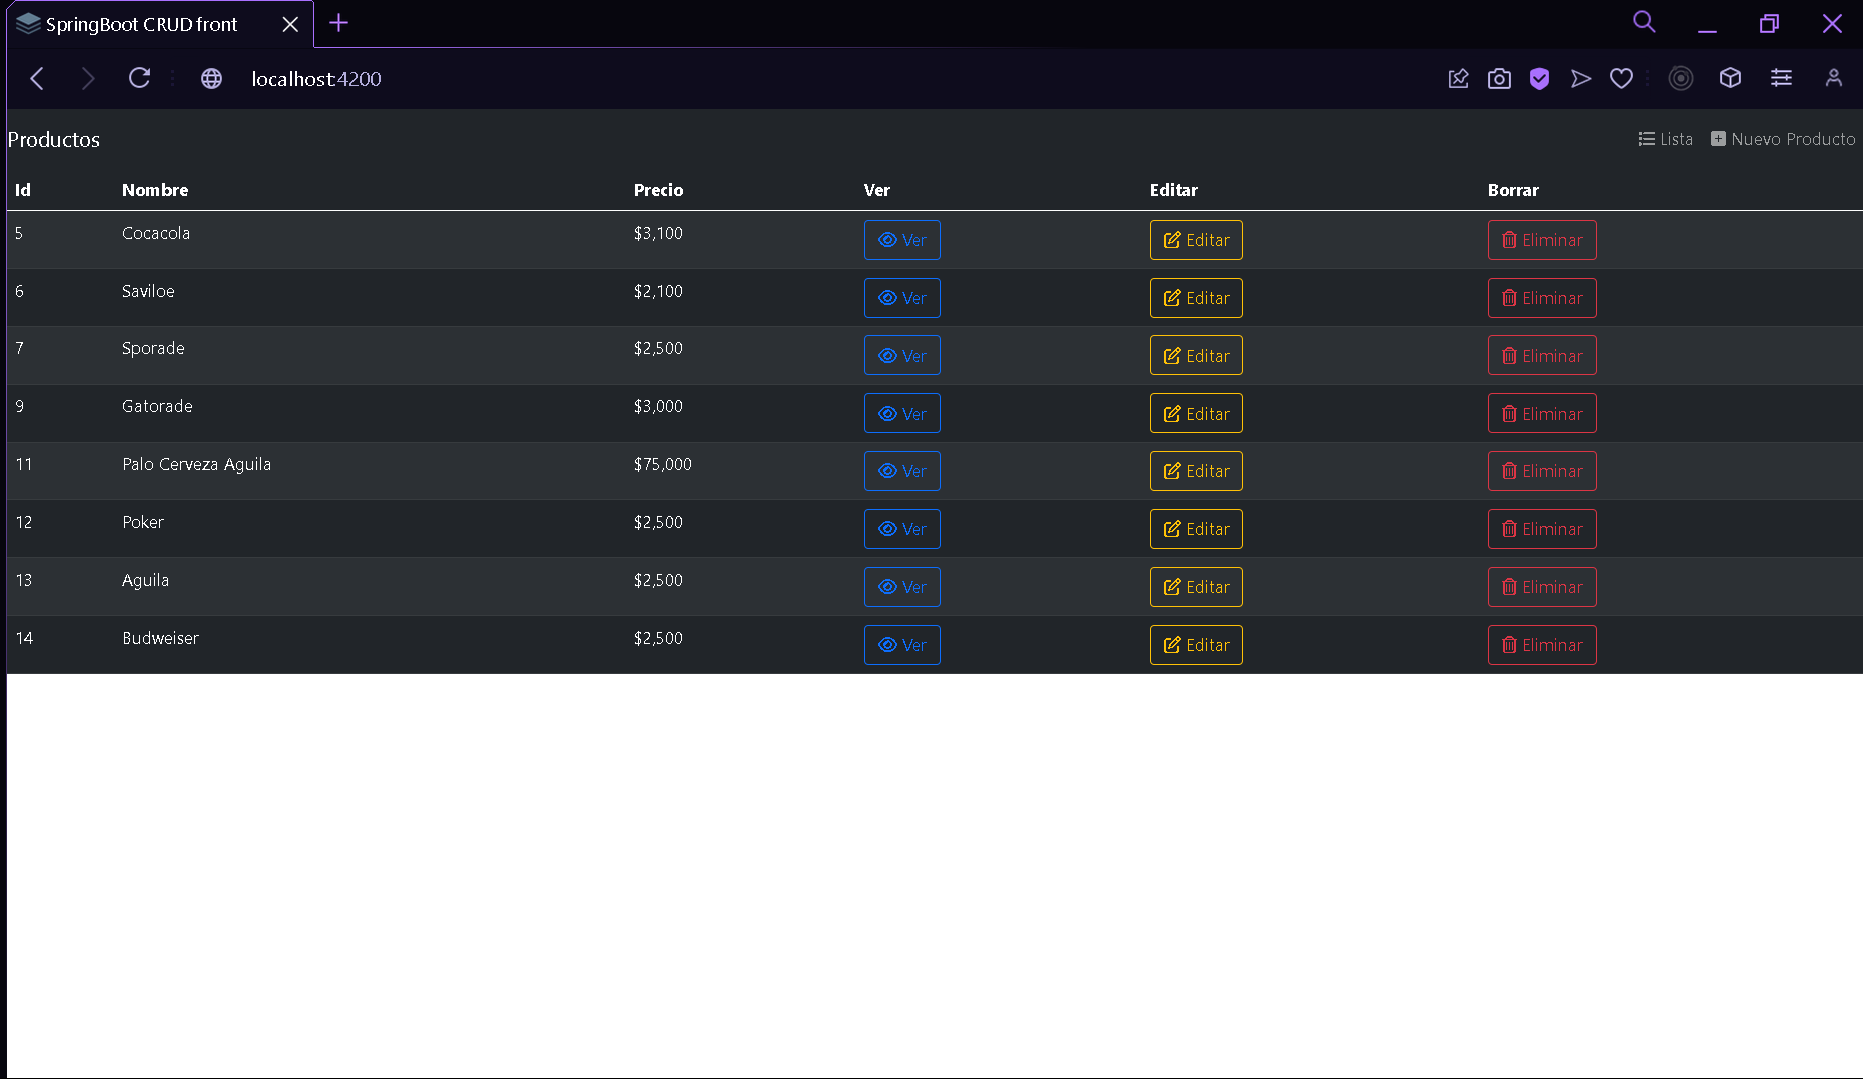 SpringBoot CRUD front
localhost:4200
Productos Lista Nuevo Producto
Id Nombre Precio Ver Editar Borrar
5 Cocacola $3,100 Ver Editar Eliminar
6 Saviloe $2,100 Ver Editar Eliminar
7 Sporade $2,500 Ver Editar Eliminar
9 Gatorade $3,000 Ver Editar Eliminar
11 Palo Cerveza Aguila $75,000 Ver Editar Eliminar
12 Poker $2,500 Ver Editar Eliminar
13 Aguila $2,500 Ver Editar Eliminar
14 Budweiser $2,500 Ver Editar Eliminar